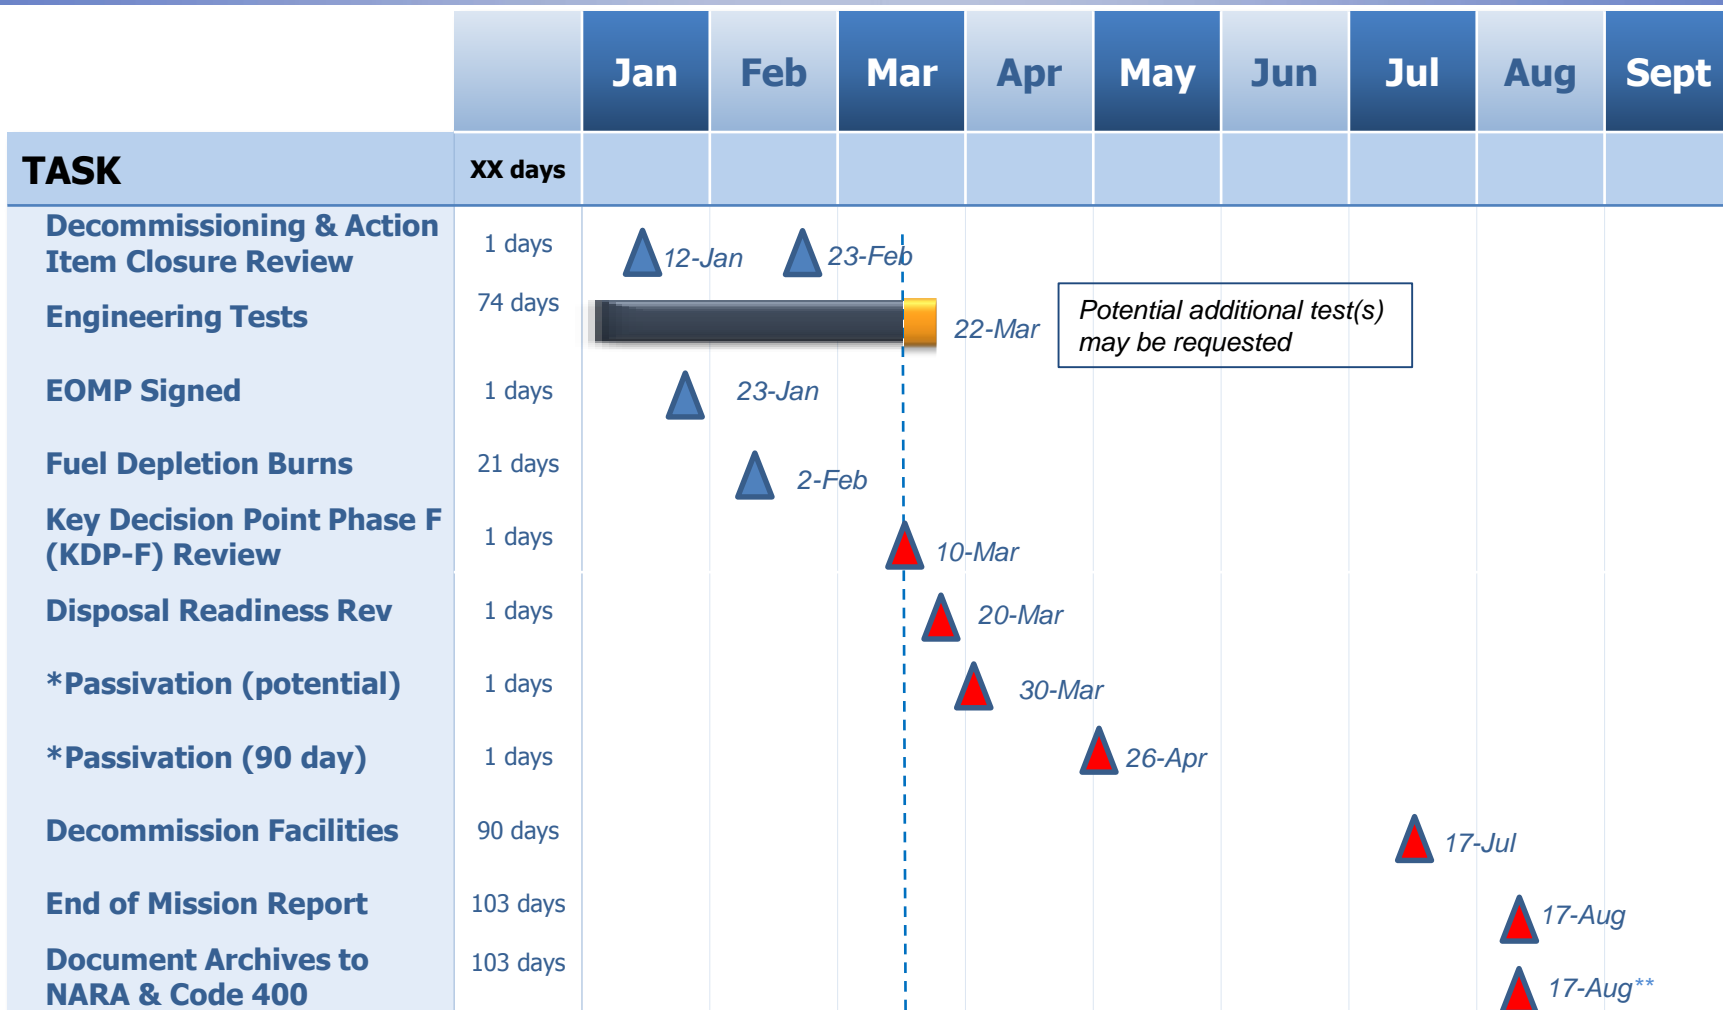 Jan Feb Mar Apr May Jun Jul Aug Sept
TASK XX days
Decommissioning & Action
Item Closure Review
1 days
12-Jan
23-Feb
Engineering Tests
74 days
22-Mar
Potential additional test(s)
may be requested
EOMP Signed
1 days
23-Jan
Fuel Depletion Burns
21 days
2-Feb
Key Decision Point Phase F
(KDP-F) Review
1 days
10-Mar
Disposal Readiness Rev
1 days
20-Mar
*Passivation (potential)
1 days
30-Mar
*Passivation (90 day)
1 days
26-Apr
Decommission Facilities
90 days
17-Jul
End of Mission Report
103 days
17-Aug
Document Archives to
NARA & Code 400
103 days
17-Aug**